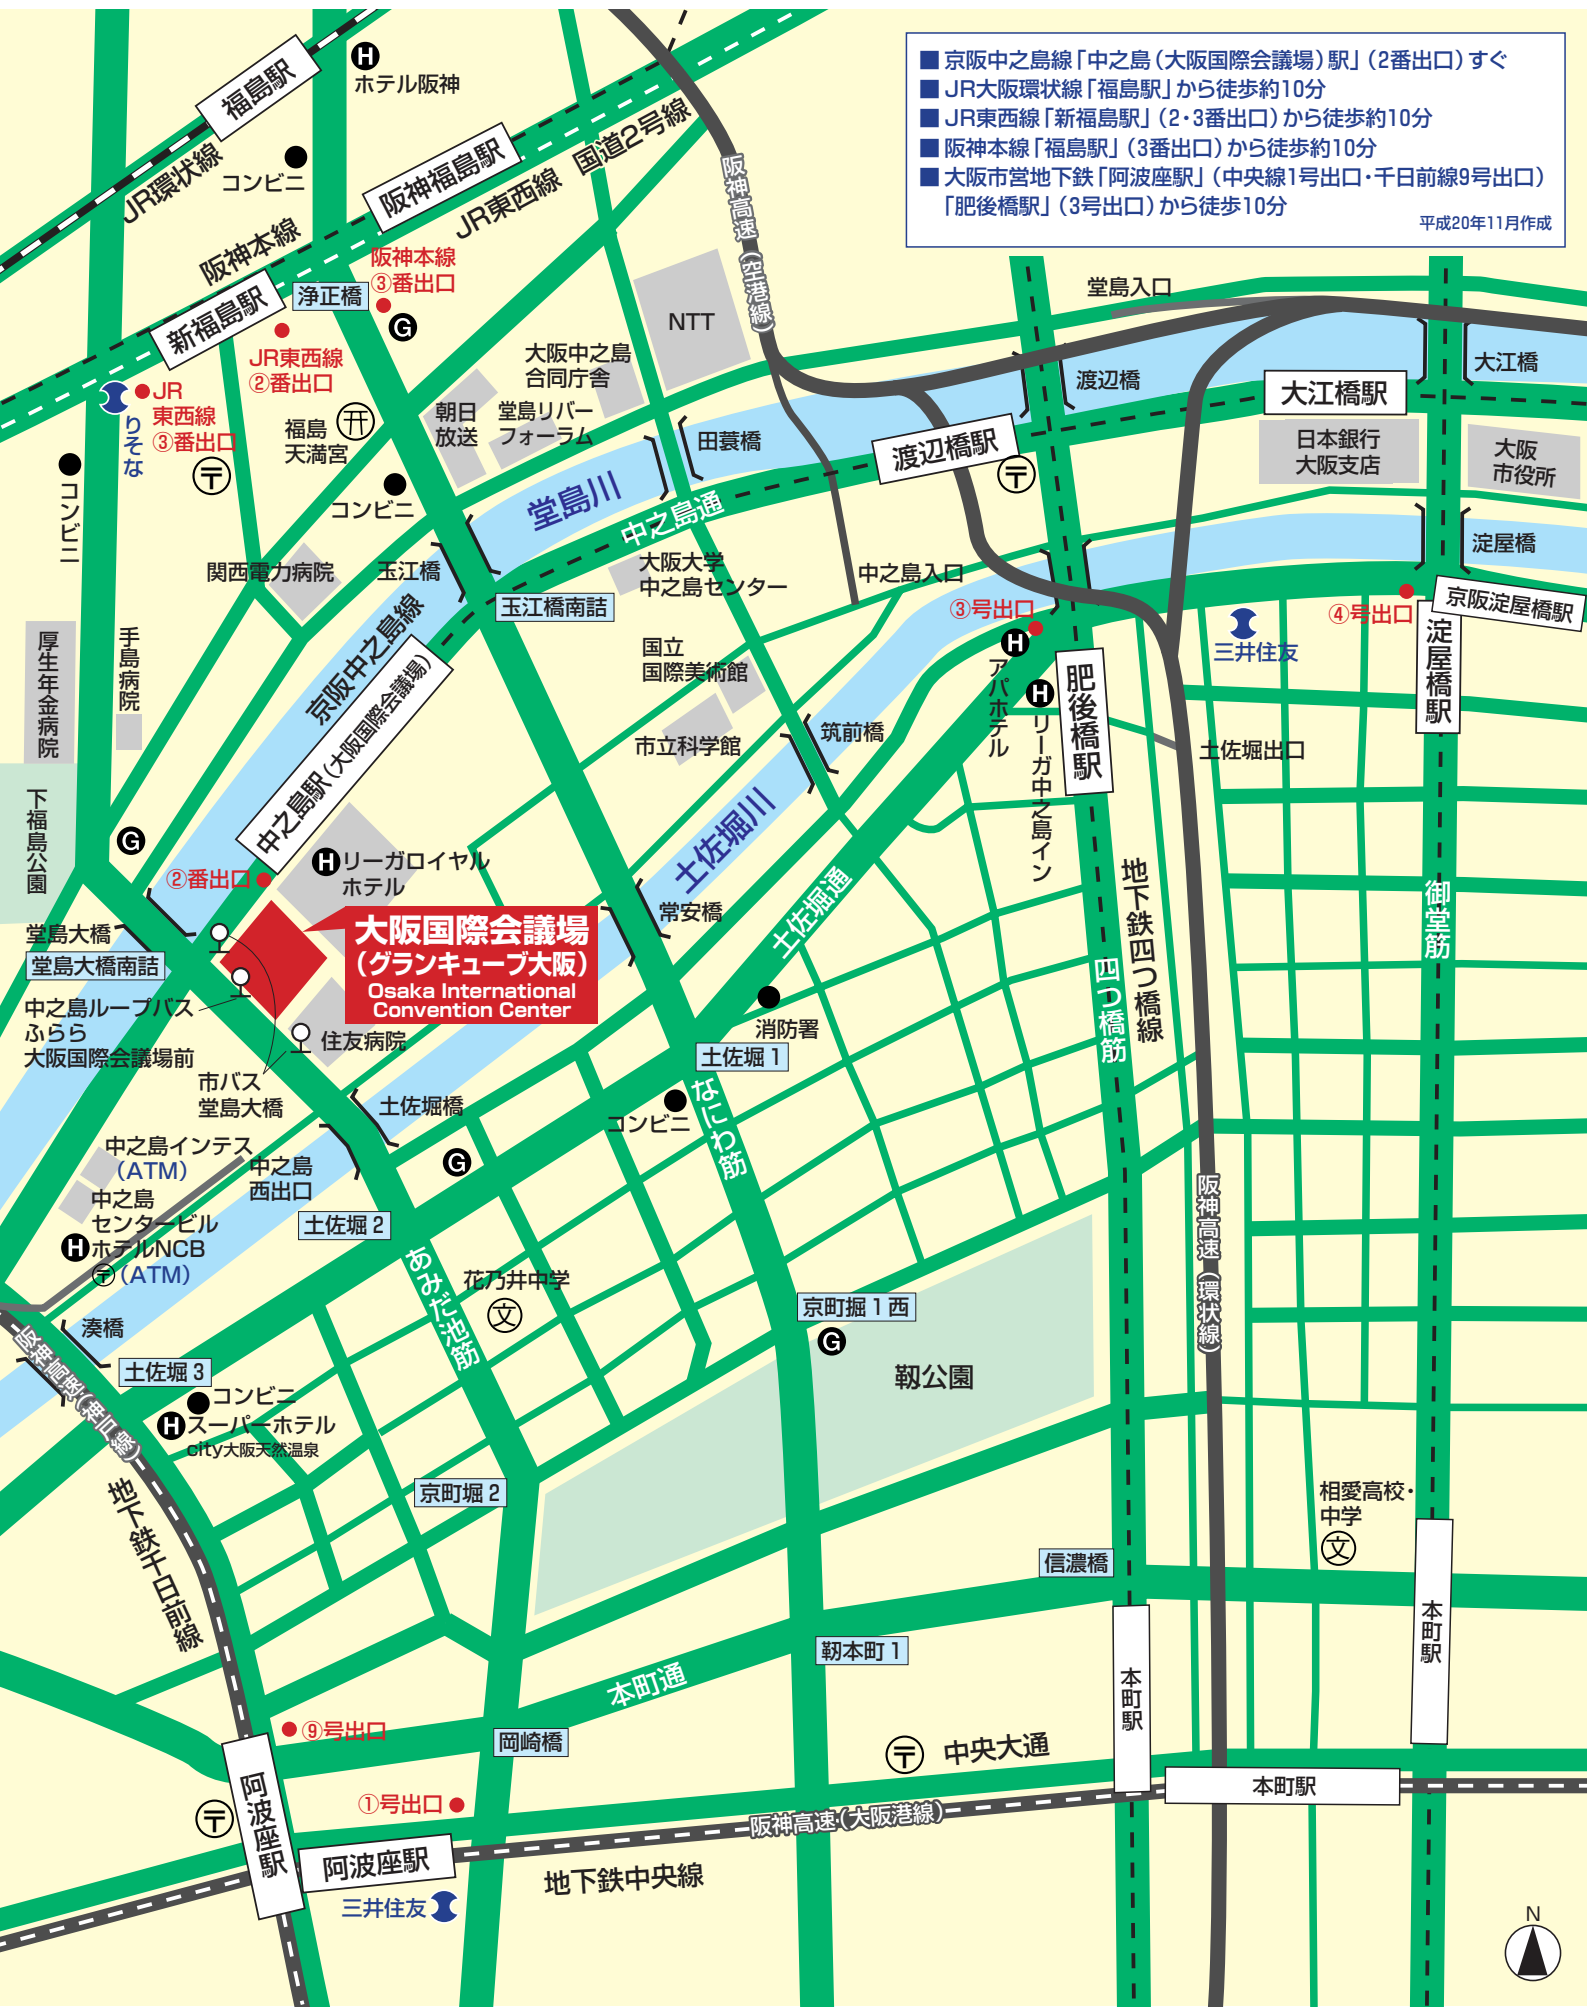 ■ 京阪中之島線「中之島（大阪国際会議場）駅」（2番出口）すぐ
■ JR大阪環状線「福島駅」から徒歩約10分
■ JR東西線「新福島駅」（2・3番出口）から徒歩約10分
■ 阪神本線「福島駅」（3番出口）から徒歩約10分
■ 大阪市営地下鉄「阿波座駅」（中央線1号出口・千日前線9号出口）
「肥後橋駅」（3号出口）から徒歩10分
平成20年11月作成
福島駅
H
ホテル阪神
JR環状線
コンビニ
阪神福島駅
国道2号線
JR東西線
阪神本線
阪神高速（空港線）
新福島駅
浄正橋
阪神本線
③番出口
G
JR東西線
②番出口
JR
東西線
③番出口
りそな
〒
コンビニ
福島
天満宮
コンビニ
NTT
大阪中之島
合同庁舎
朝日
放送
堂島リバー
フォーラム
堂島入口
渡辺橋
大江橋
大江橋駅
田蓑橋
渡辺橋駅
〒
日本銀行
大阪支店
大阪
市役所
堂島川
中之島通
関西電力病院
玉江橋
玉江橋南詰
大阪大学
中之島センター
中之島入口
淀屋橋
③号出口
④号出口
京阪淀屋橋駅
淀屋橋駅
三井住友
京阪中之島線
中之島駅（大阪国際会議場）
厚生年金病院
手島病院
国立
国際美術館
市立科学館
筑前橋
H
アパホテル
H
リーガ中之島イン
肥後橋駅
土佐堀出口
下福島公園
G
②番出口
H
リーガロイヤル
ホテル
土佐堀川
土佐堀通
地下鉄四つ橋線
四つ橋筋
御堂筋
大阪国際会議場
（グランキューブ大阪）
Osaka International
Convention Center
常安橋
堂島大橋
堂島大橋南詰
中之島ループバス
ふらら
大阪国際会議場前
住友病院
市バス
堂島大橋
消防署
土佐堀 1
なにわ筋
コンビニ
土佐堀橋
G
中之島インテス
（ATM）
中之島
西出口
中之島
センタービル
H
ホテルNCB
〒（ATM）
土佐堀 2
あみだ池筋
花乃井中学
文
阪神高速（環状線）
湊橋
阪神高速（神戸線）
土佐堀 3
コンビニ
H
スーパーホテル
city大阪天然温泉
京町堀 1 西
G
靱公園
京町堀 2
地下鉄千日前線
相愛高校・
中学
文
信濃橋
靭本町 1
本町通
本町駅
本町駅
⑨号出口
岡崎橋
〒
中央大通
本町駅
阿波座駅
〒
①号出口
阪神高速（大阪港線）
阿波座駅
地下鉄中央線
三井住友
N